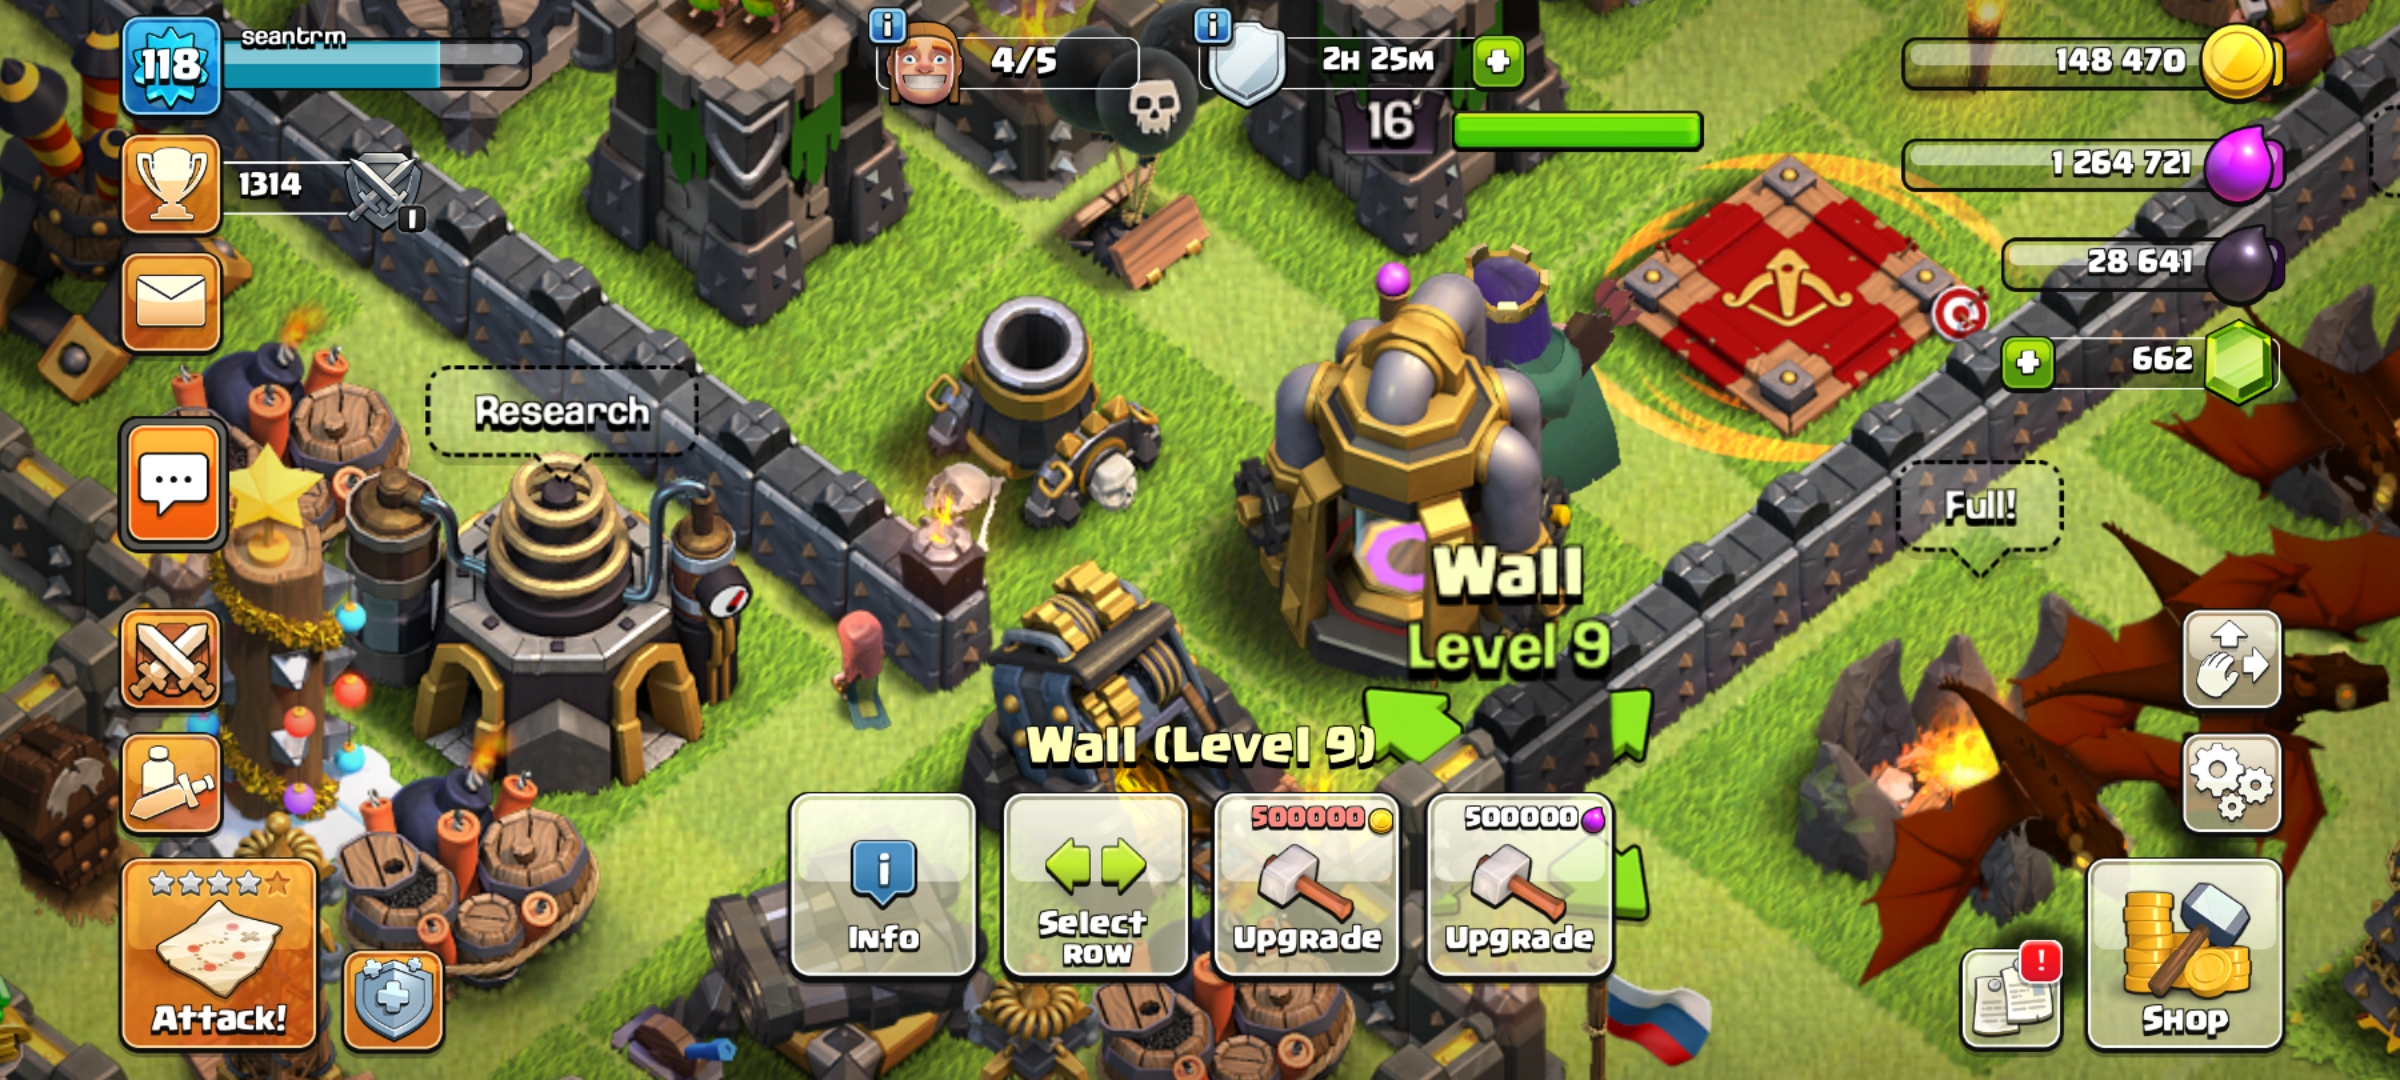 118
seantrm
4/5
2H 25M
148 470
16
1314
I
1 264 721
28 641
662
Research
Full!
Wall
Level 9
Wall (Level 9)
Info
Select
Row
500000
Upgrade
500000
Upgrade
Attack!
!
Shop